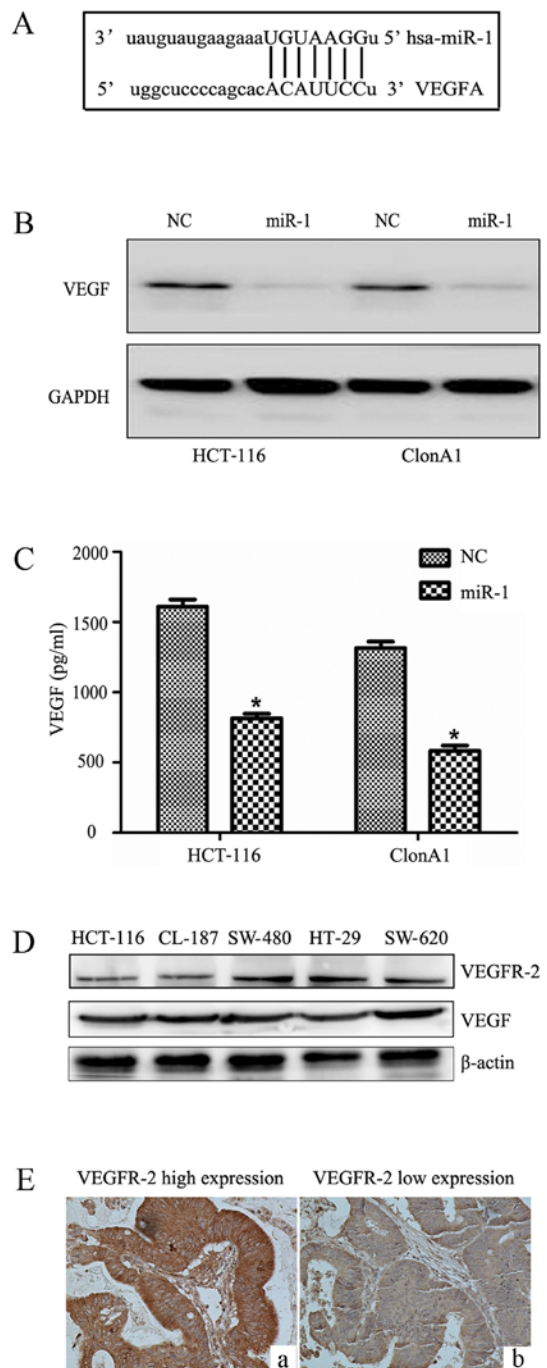 A
3' uauguaugaagaaaUGUAAGGu 5' hsa-miR-1
5' uggcuccccagcacACAUUCCu 3' VEGFA
B
NC miR-1 NC miR-1
VEGF
GAPDH
HCT-116 ClonA1
C
2000
1500
1000
500
0
VEGF (pg/ml)
NC
miR-1
*
*
HCT-116 ClonA1
D
HCT-116 CL-187 SW-480 HT-29 SW-620
VEGFR-2
VEGF
β-actin
E
VEGFR-2 high expression VEGFR-2 low expression
a b